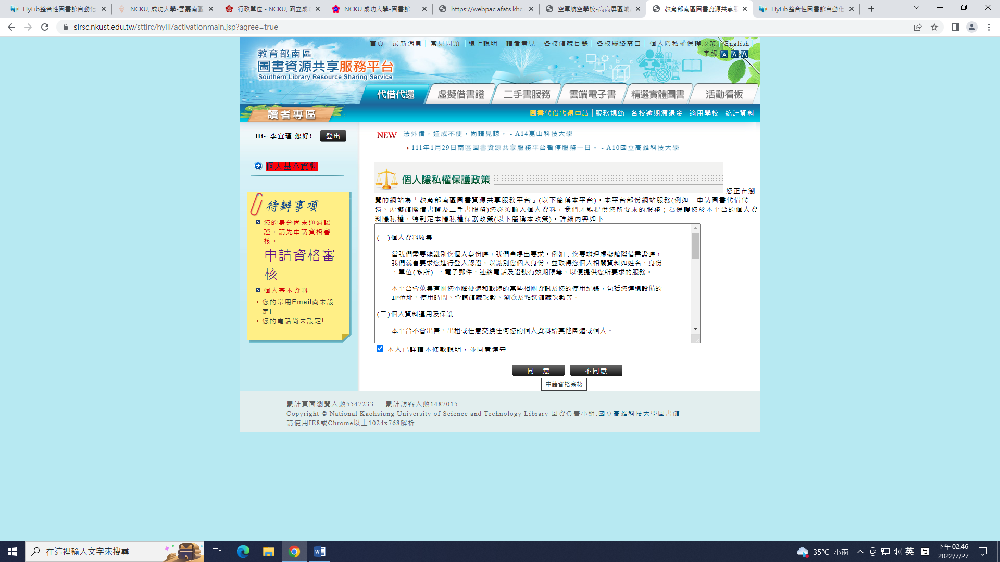 HyLib整合性圖書館自動化
NCKU, 成功大學-雲嘉南區
行政單位 - NCKU, 國立成
NCKU 成功大學-圖書館
https://webpac.afats.khc.
空軍航空學校-高高屏區域
教育部南區圖書資源共享
HyLib整合性圖書館自動化
slrsc.nkust.edu.tw/sttlrc/hyill/activationmain.jsp?agree=true
首頁 最新消息 常見問題 線上說明 讀者意見 各校館藏目錄 各校聯絡窗口 個人隱私權保護政策 English
字級: A A A
教育部南區
圖書資源共享服務平台
Southern Library Resource Sharing Service
代借代還 虛擬借書證 二手書服務 雲端電子書 精選實體圖書 活動看板
讀者專區
圖書代借代還申請 服務規範 各校逾期滯還金 適用學校 統計資料
Hi~ 李宜瑾 您好! 登出
個人基本資料
待辦事項
您的身分尚未通過認
證，請先申請資格審
核。
申請資格審
核
個人基本資料
您的常用Email尚未設
定!
您的電話尚未設定!
NEW 法外借，造成不便，尚請見諒。 - A14崑山科技大學
111年1月29日南區圖書資源共享服務平台暫停服務一日。 - A10國立高雄科技大學
個人隱私權保護政策
您正在瀏
覽的網站為「教育部南區圖書資源共享服務平台」(以下簡稱本平台)。本平台部份網站服務(例如：申請圖書代借代
還、虛擬館際借書證及二手書服務)您必須輸入個人資料，我們才能提供您所要求的服務；為保護您於本平台的個人資
料隱私權，特制定本隱私權保護政策(以下簡稱本政策)。詳細內容如下：
(一)個人資料收集
當我們需要能識別您個人身份時，我們會提出要求。例如：您要辦理虛擬館際借書證時，
我們就會要求您進行登入認證，以識別您個人身份，並取得您個人相關資料如姓名、身份
、單位(系所) 、電子郵件、連絡電話及證號有效期限等，以便提供您所要求的服務。
本平台會蒐集有關您電腦硬體和軟體的某些相關資訊及您的使用紀錄，包括您連線設備的
IP位址、使用時間、查詢館藏次數、瀏覽及點選館藏次數等。
(二)個人資料運用及保護
本平台不會出售、出租或任意交換任何您的個人資料給其他團體或個人。
本人已詳讀本條款說明，並同意遵守
同 意 不同意
申請資格審核
累計頁面瀏覽人數5547233 累計訪客人數1487015
Copyright © National Kaohsiung University of Science and Technology Library 圖資負責小組:國立高雄科技大學圖書館
請使用IE8或Chrome以上1024x768解析
在這裡輸入文字來搜尋
35°C 小雨
英
下午 02:46
2022/7/27